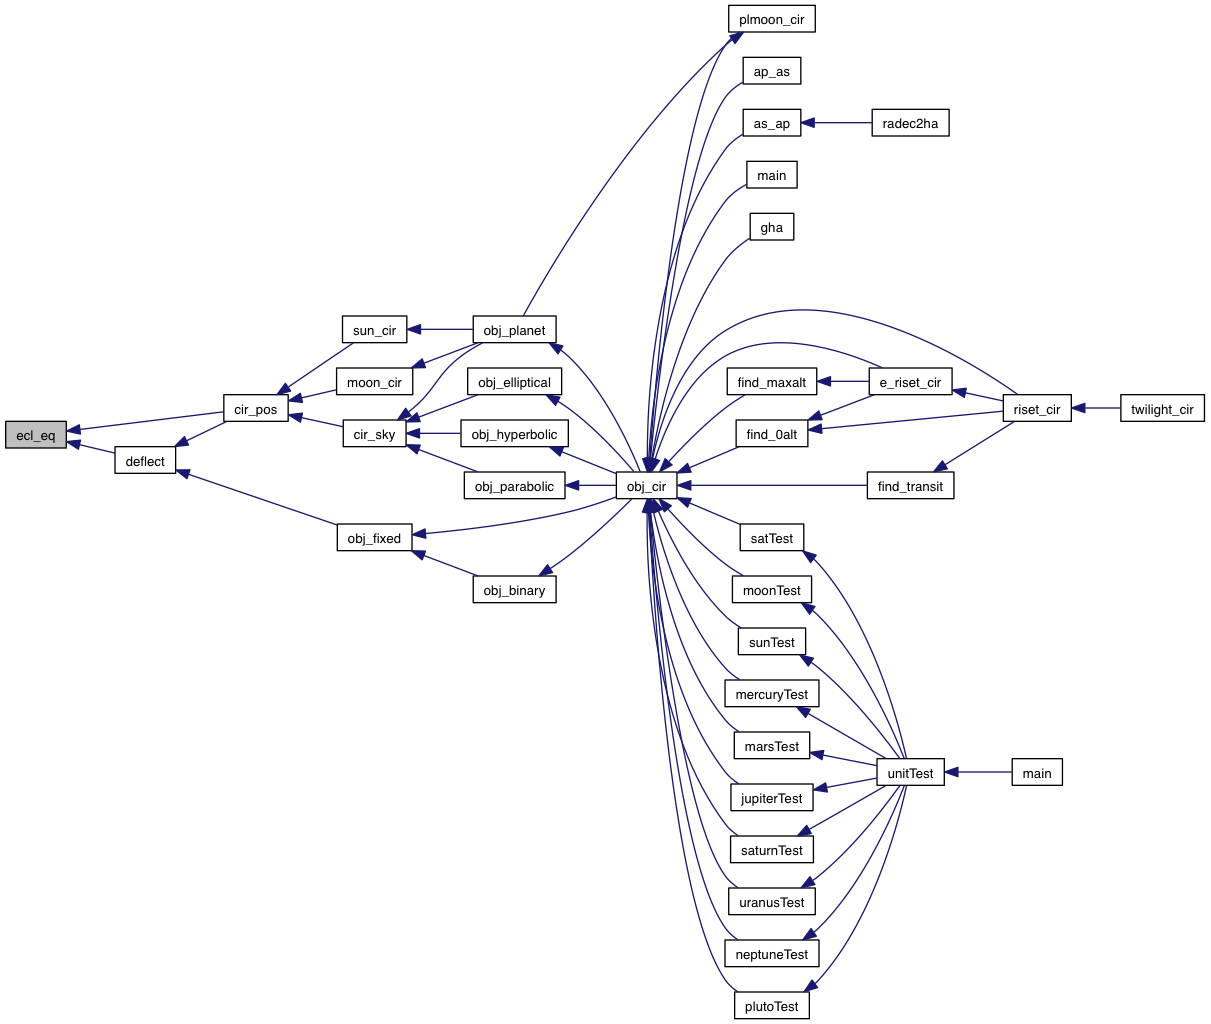 plmoon_cir
ap_as
as_ap
radec2ha
main
gha
sun_cir
obj_planet
moon_cir
obj_elliptical
find_maxalt
e_riset_cir
ecl_eq
cir_pos
cir_sky
obj_hyperbolic
find_0alt
riset_cir
twilight_cir
deflect
obj_parabolic
obj_cir
find_transit
obj_fixed
satTest
obj_binary
moonTest
sunTest
mercuryTest
marsTest
unitTest
main
jupiterTest
saturnTest
uranusTest
neptuneTest
plutoTest